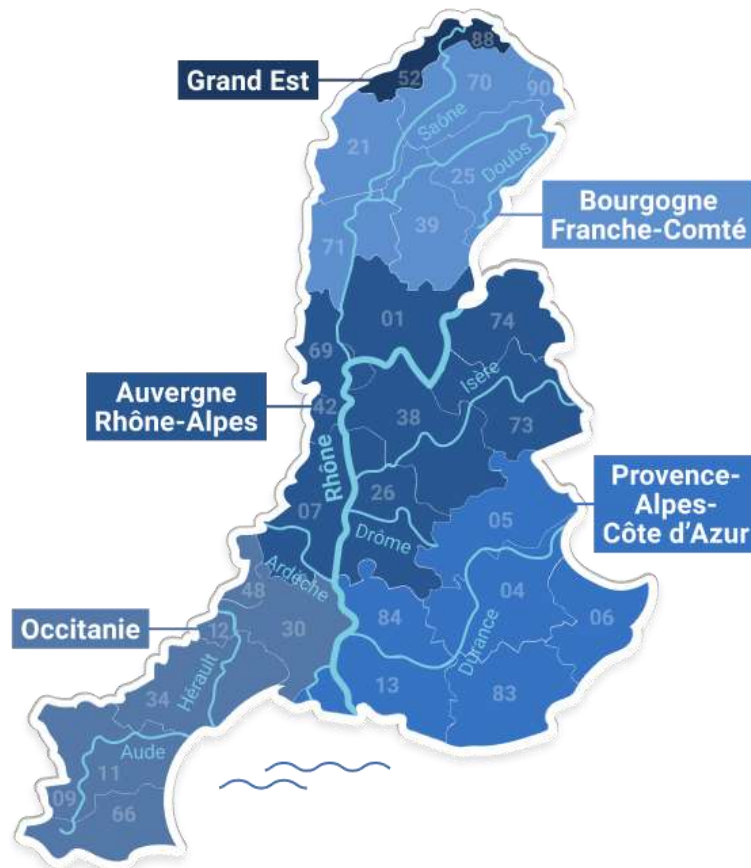 88
Grand Est
52
70
90
Saône
21
25
Doubs
Bourgogne
Franche-Comté
39
71
01
74
69
Isère
Auvergne
Rhône-Alpes
42
38
73
Rhône
Provence-
Alpes-
Côte d’Azur
26
07
05
Drôme
Ardèche
48
04
06
84
Occitanie
12
30
Durance
Hérault
13
83
34
Aude
11
09
66